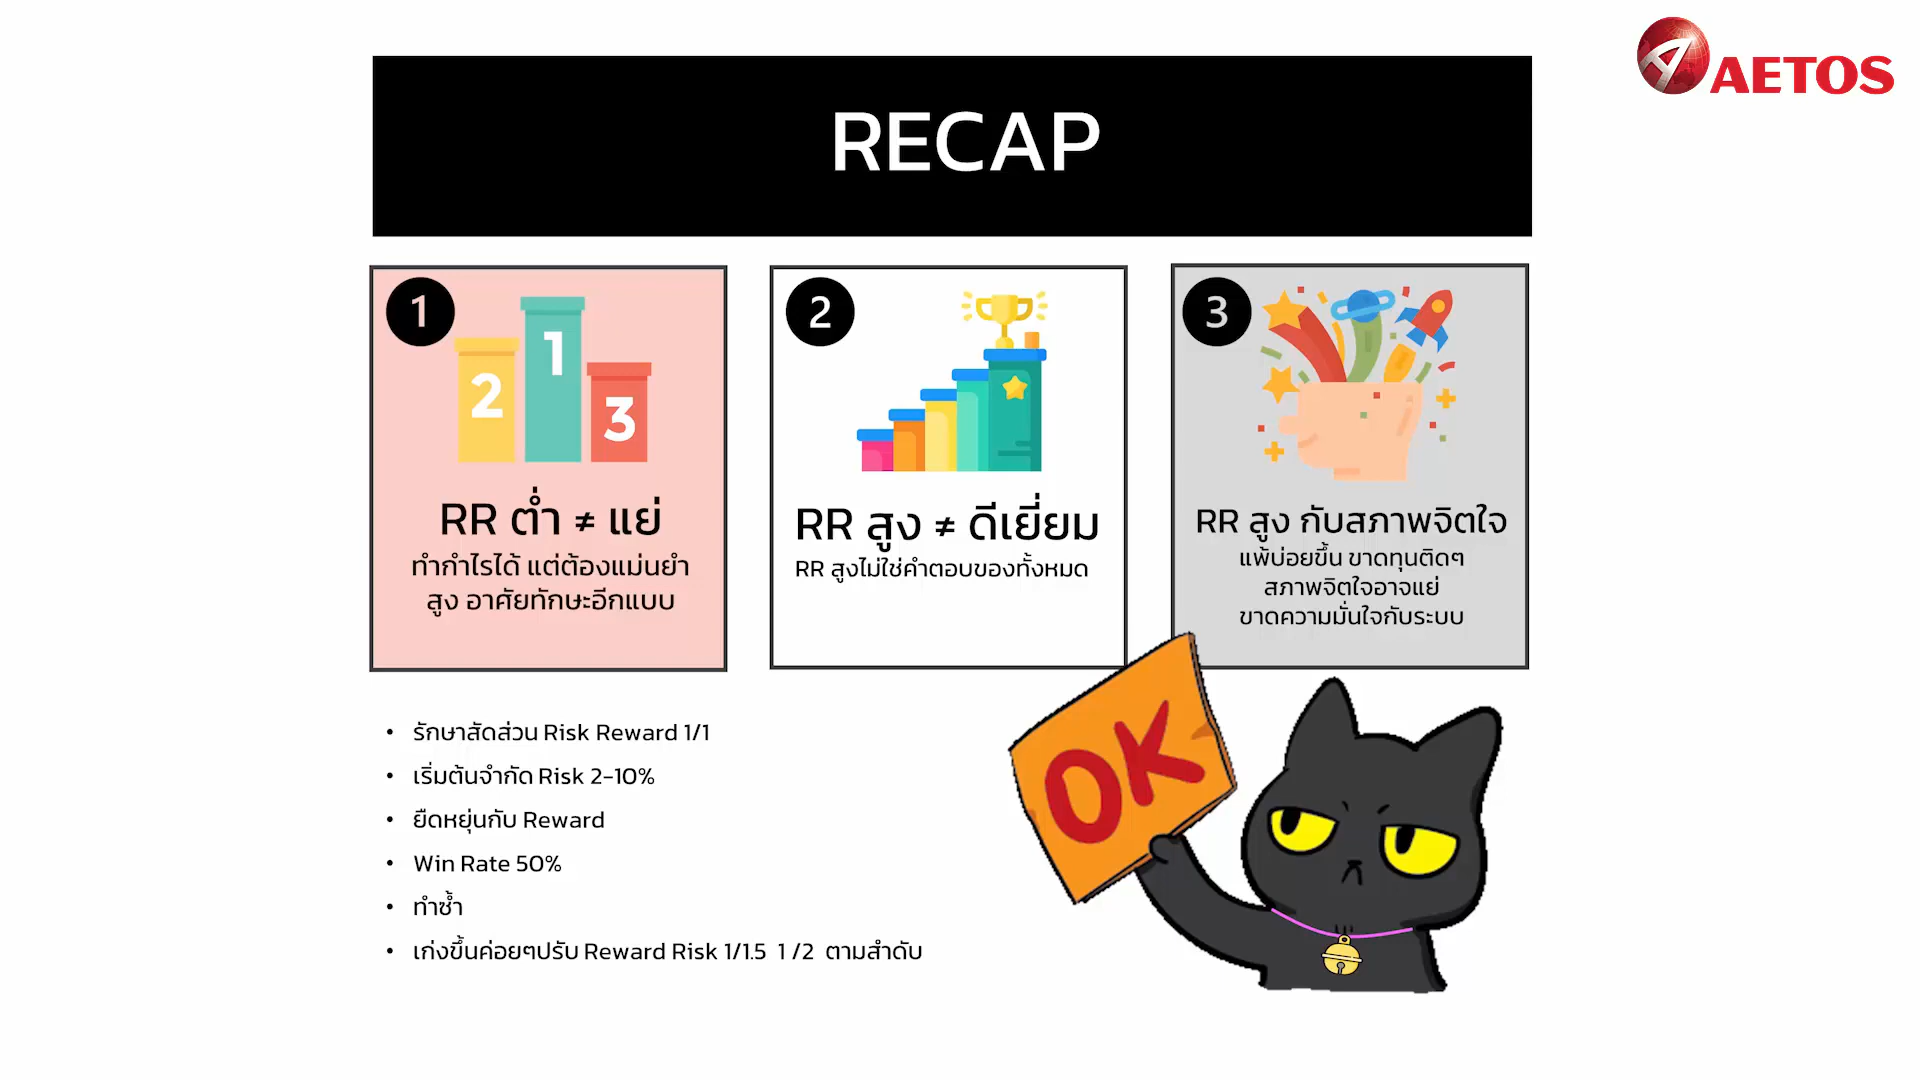 AETOS
RECAP
1
2
1
3
RR ต่ำ ≠ แย่
ทำกำไรได้ แต่ต้องแม่นยำ
สูง อาศัยทักษะอีกแบบ
2
RR สูง ≠ ดีเยี่ยม
RR สูงไม่ใช่คำตอบของทั้งหมด
3
RR สูง กับสภาพจิตใจ
แพ้บ่อยขึ้น ขาดทุนติดๆ
สภาพจิตใจอาจแย่
ขาดความมั่นใจกับระบบ
• รักษาสัดส่วน Risk Reward 1/1
• เริ่มต้นจำกัด Risk 2-10%
• ยืดหยุ่นกับ Reward
• Win Rate 50%
• ทำซ้ำ
• เก่งขึ้นค่อยๆปรับ Reward Risk 1/1.5 1 /2 ตามสำดับ
OK